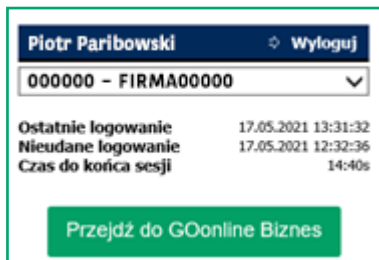 Piotr Paribowski Wyloguj
000000 - FIRMA00000
Ostatnie logowanie 17.05.2021 13:31:32
Nieudane logowanie 17.05.2021 12:32:36
Czas do końca sesji 14:40s
Przejdź do GOonline Biznes